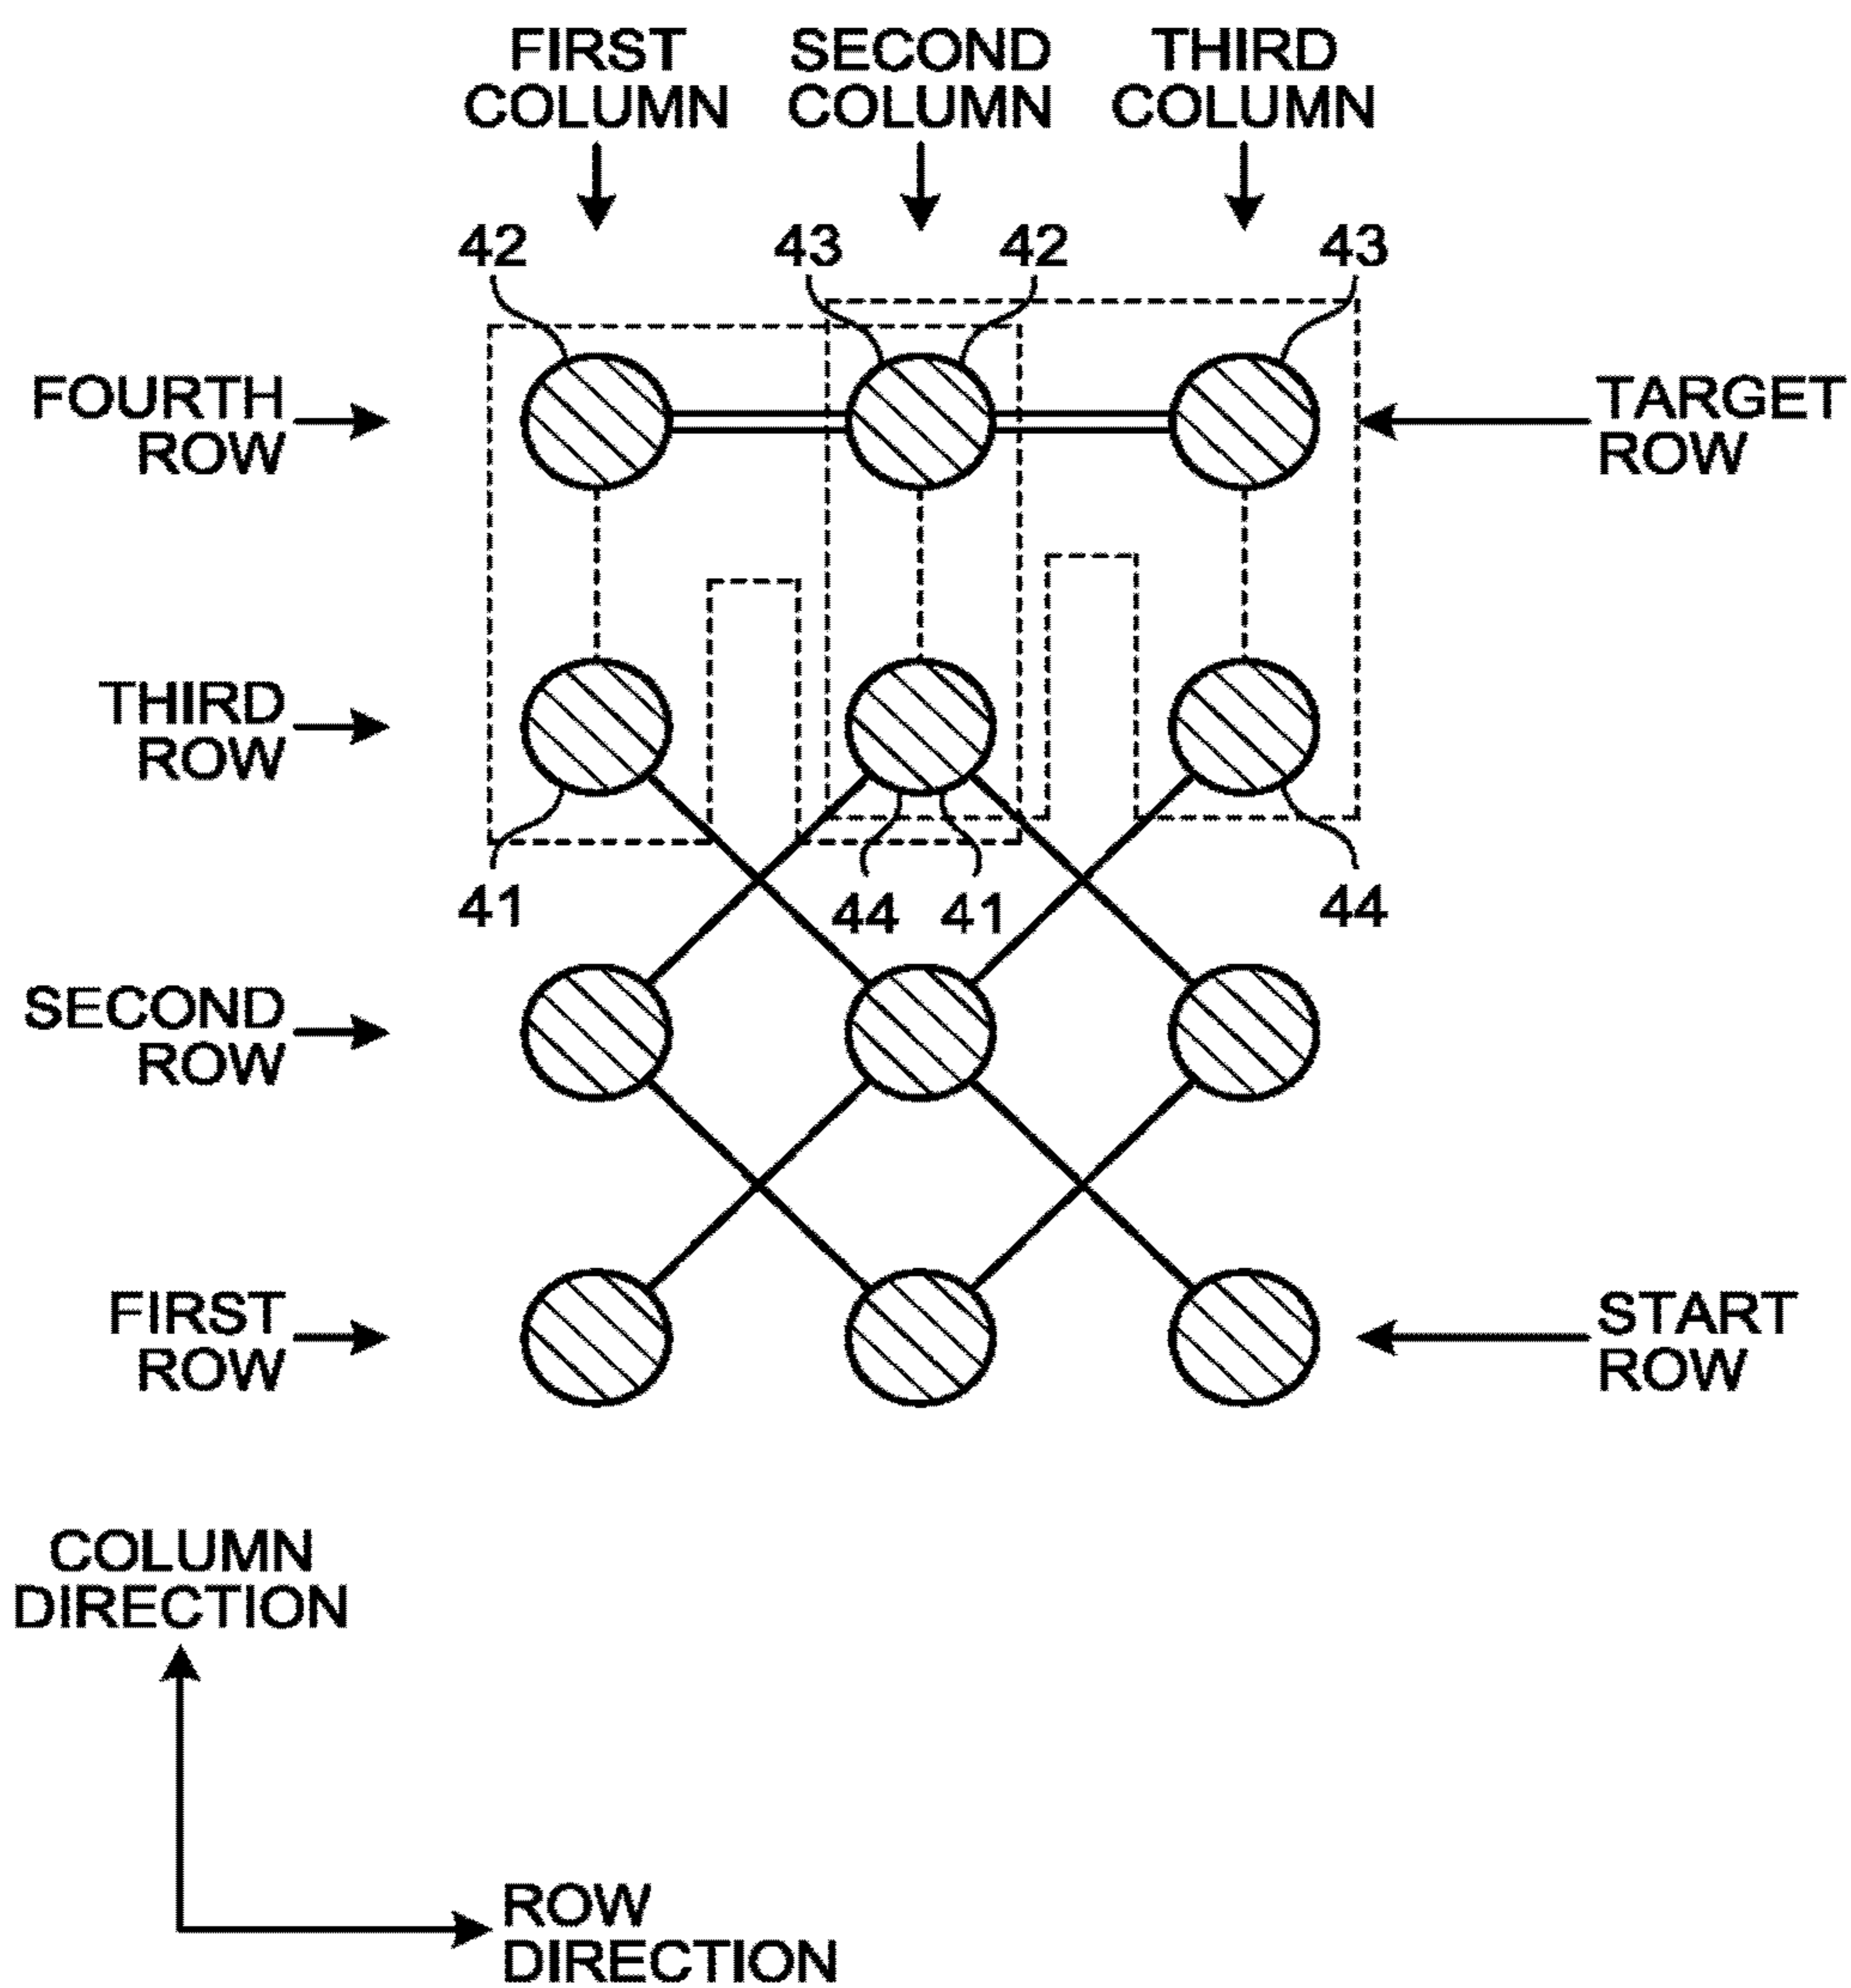 FIRST
COLUMN
SECOND
COLUMN
THIRD
COLUMN
42
43
42
43
FOURTH
ROW
TARGET
ROW
THIRD
ROW
41
44
41
44
SECOND
ROW
FIRST
ROW
START
ROW
COLUMN
DIRECTION
ROW
DIRECTION